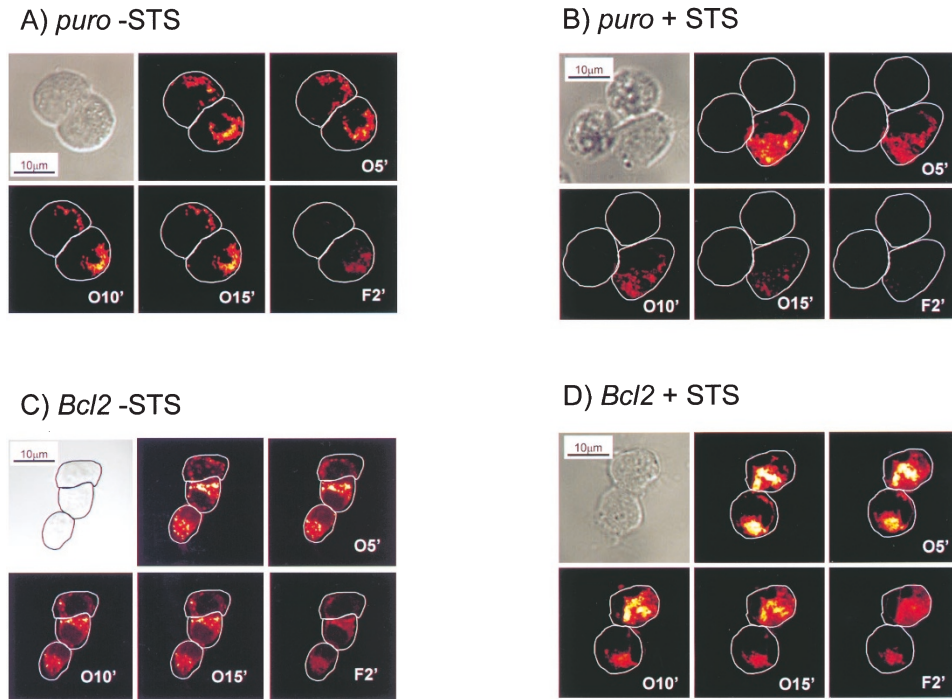 A) puro -STS
10µm
O5'
O10'
O15'
F2'
B) puro + STS
10µm
O5'
O10'
O15'
F2'
C) Bcl2 -STS
10µm
O5'
O10'
O15'
F2'
D) Bcl2 + STS
10µm
O5'
O10'
O15'
F2'